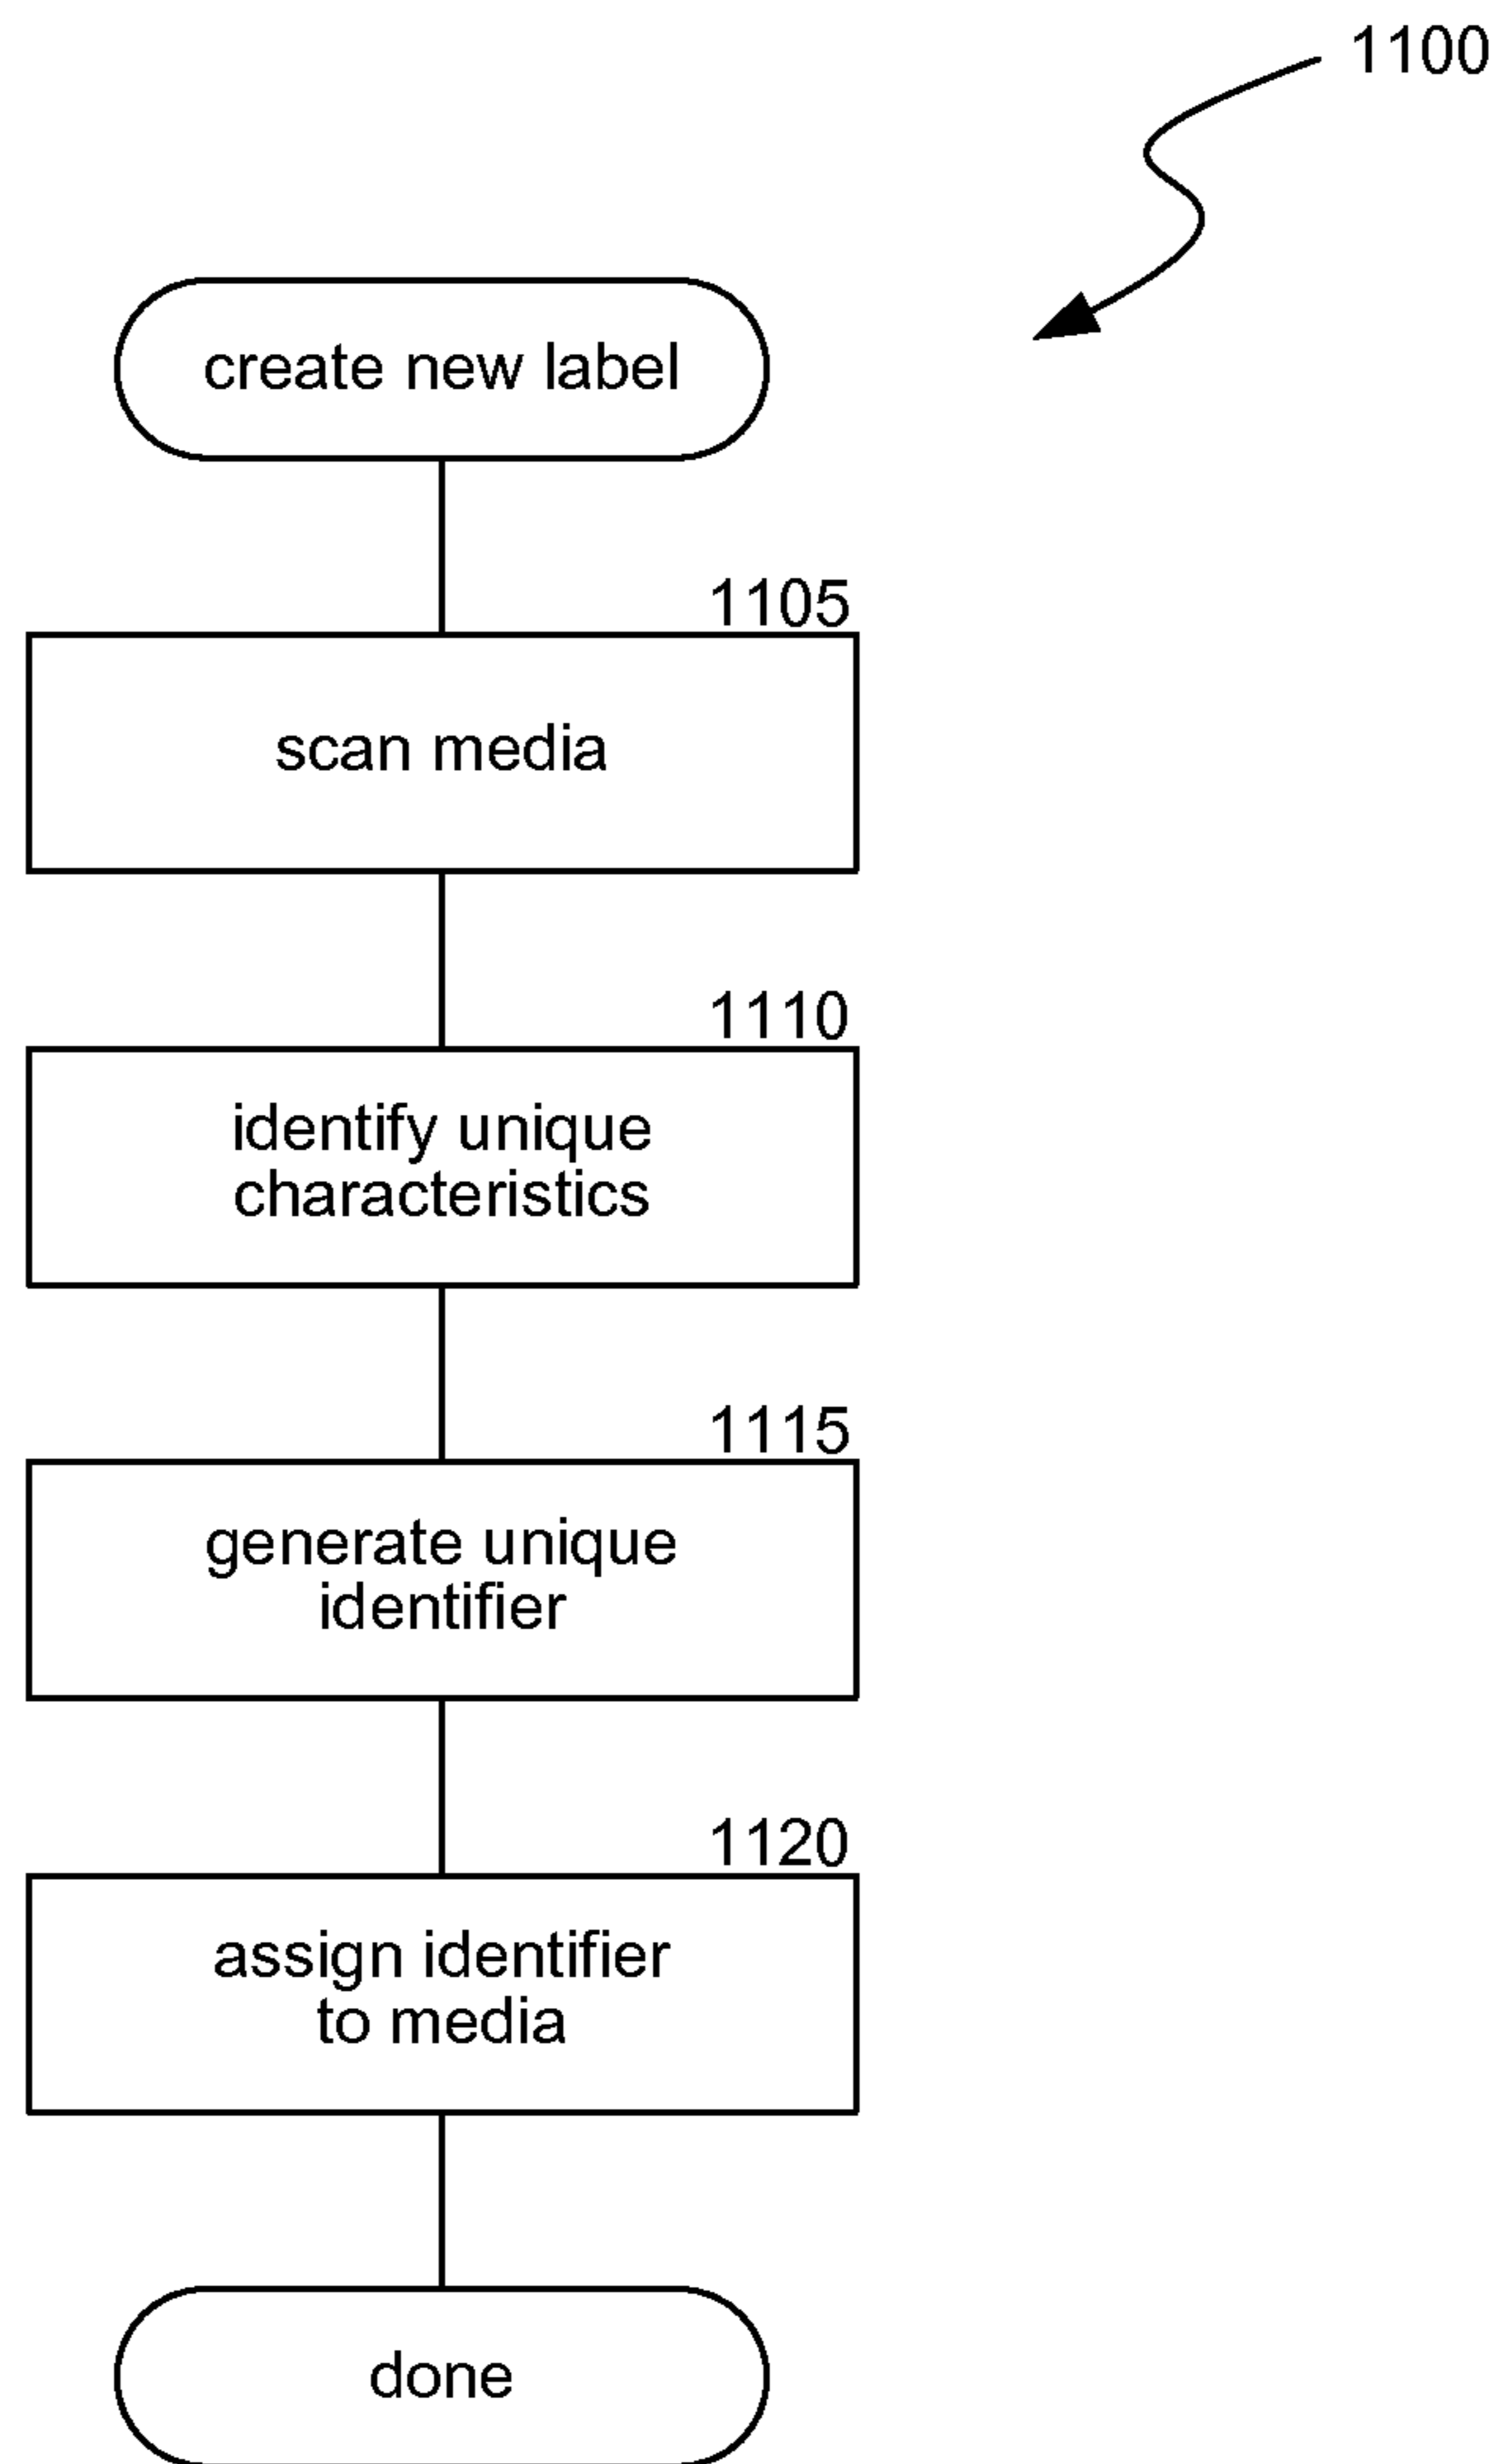 1100
create new label
1105
scan media
1110
identify unique
characteristics
1115
generate unique
identifier
1120
assign identifier
to media
done